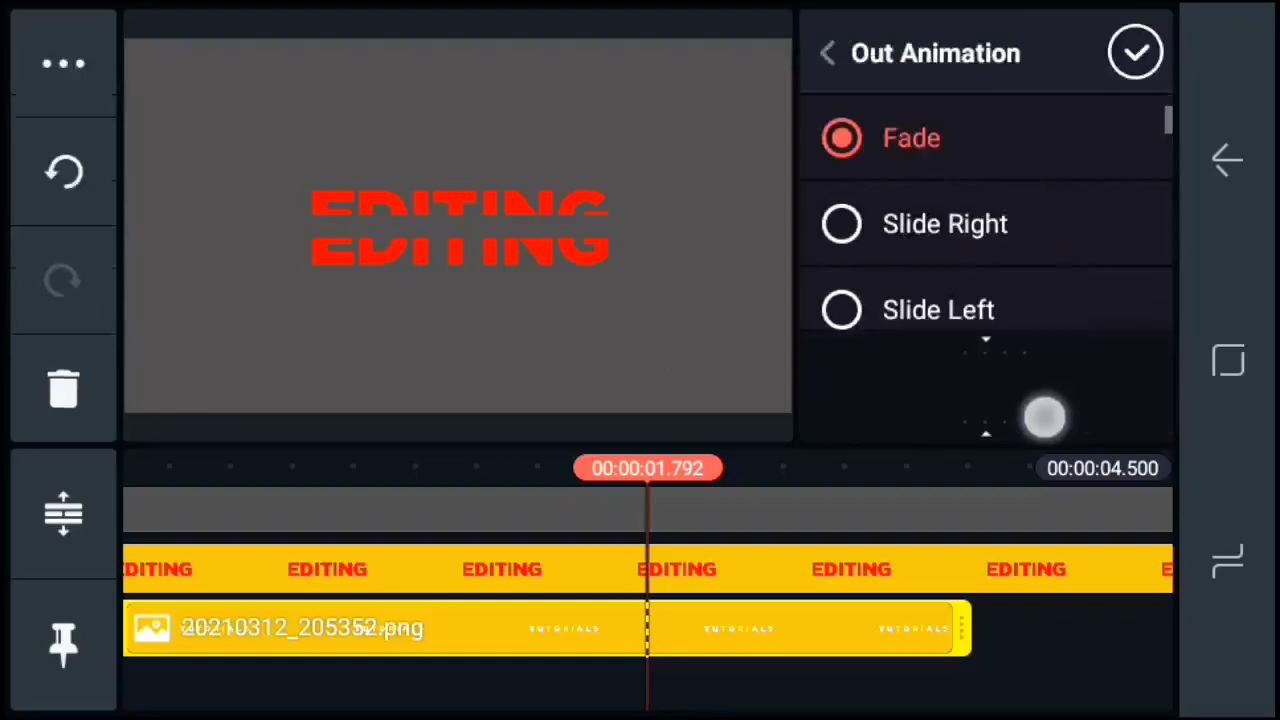 Out Animation
Fade
Slide Right
Slide Left
EDITING
EDITING
00:00:01.792
00:00:04.500
EDITING EDITING EDITING EDITING EDITING EDITING E
20210312_205352.png
TUTORIALS TUTORIALS TUTORIALS